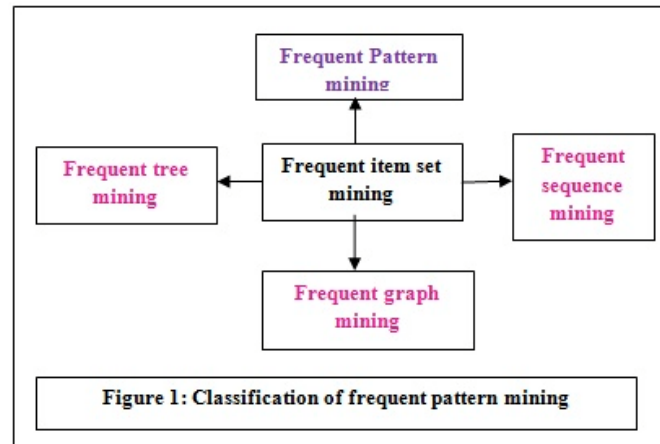 Frequent Pattern
mining
Frequent tree
mining
Frequent item set
mining
Frequent
sequence
mining
Frequent graph
mining
Figure 1: Classification of frequent pattern mining